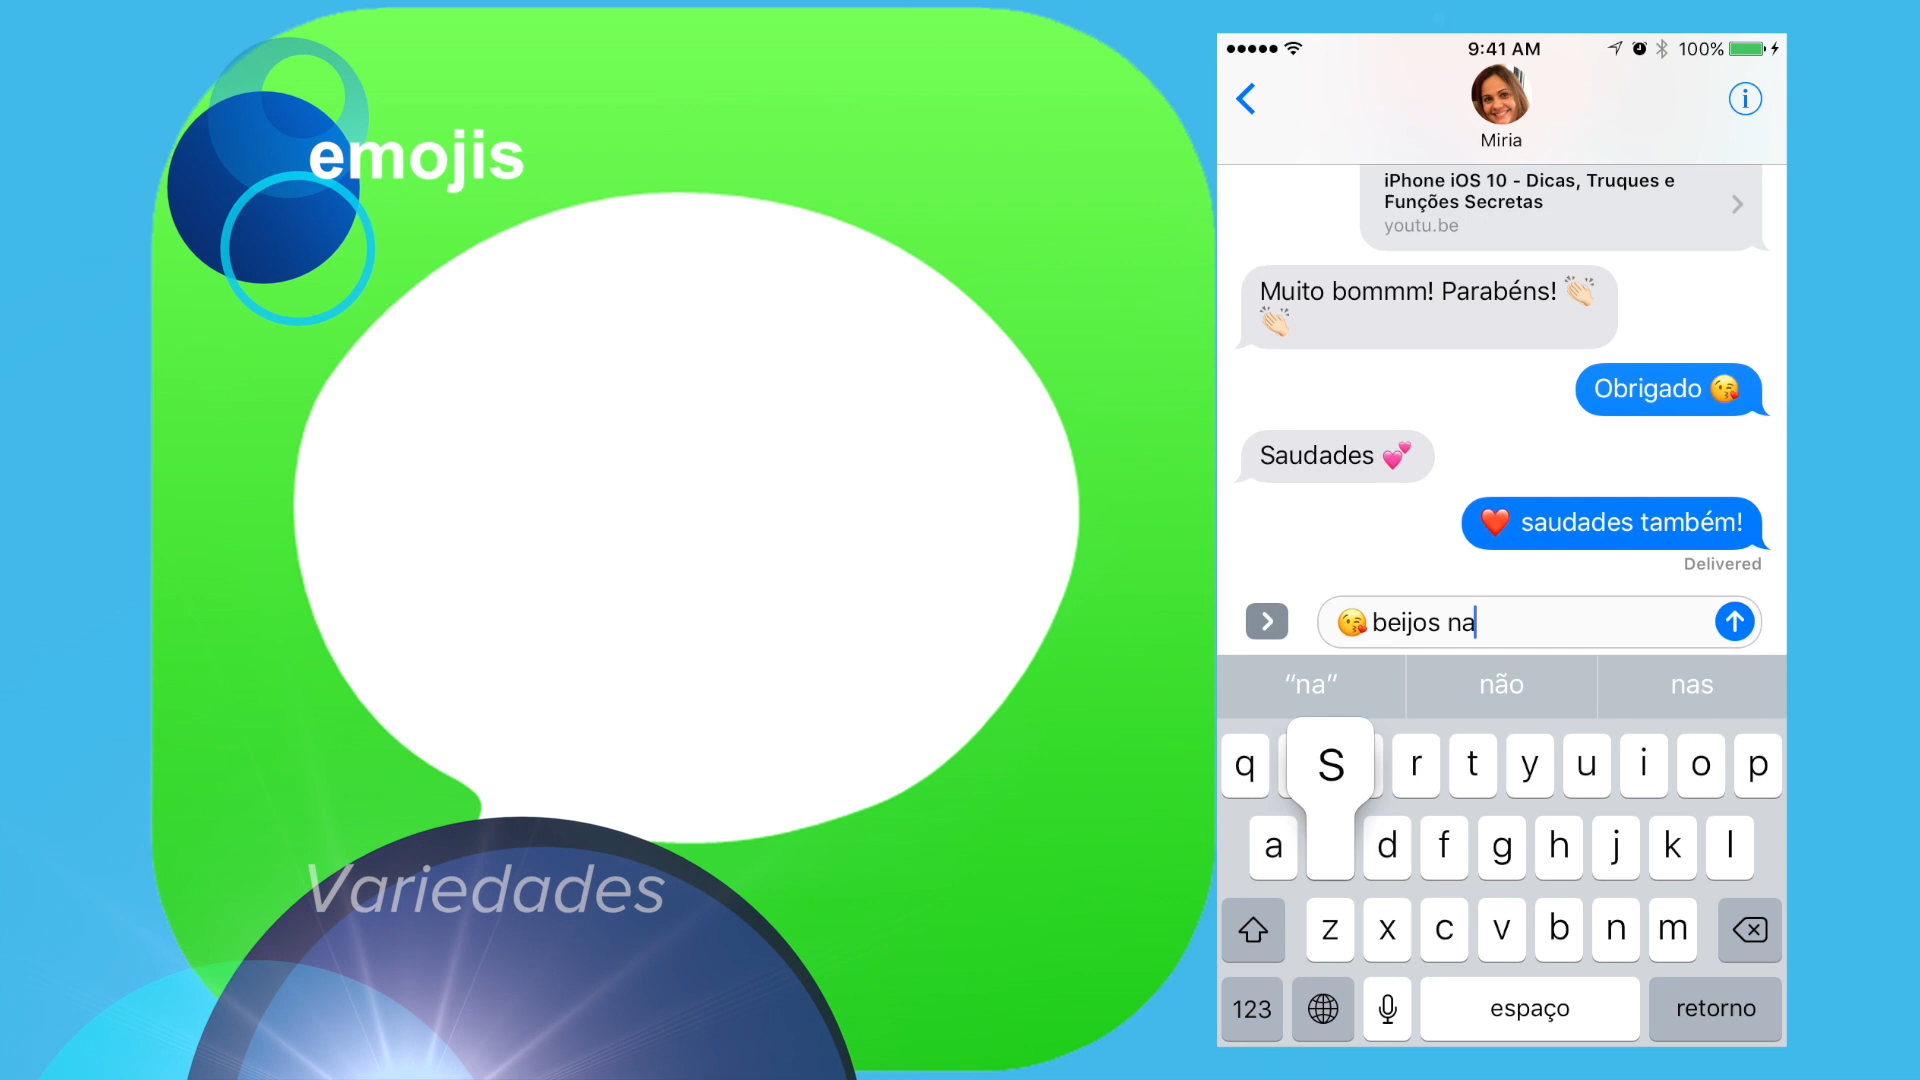 emojis
Variedades
9:41 AM
100%
Miria
iPhone iOS 10 - Dicas, Truques e
Funções Secretas
youtu.be
Muito bommm! Parabéns! 👏🏻
👏🏻
Obrigado 😘
Saudades 💕
❤️ saudades também!
Delivered
😘 beijos na
“na” não nas
q S r t y u i o p
a d f g h j k l
z x c v b n m
123 espaço retorno